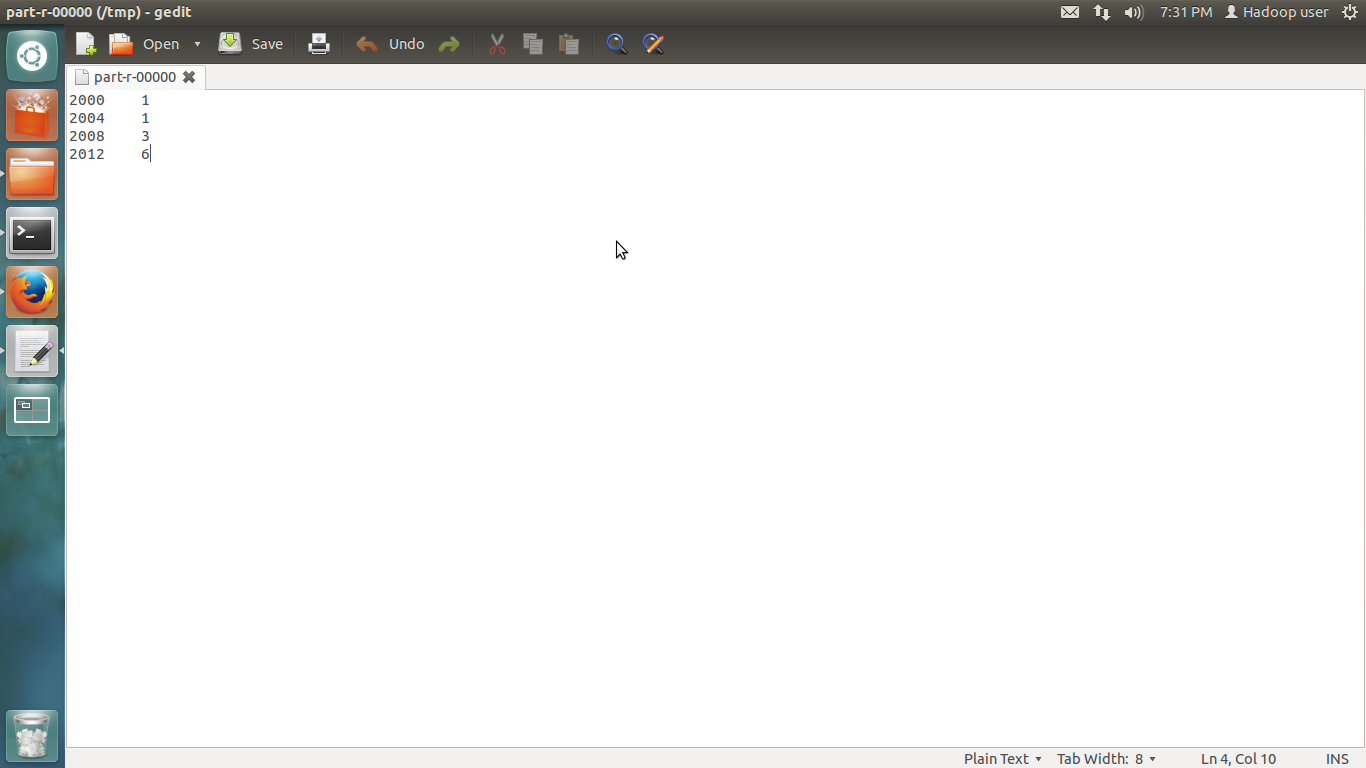 part-r-00000 (/tmp) - gedit
7:31 PM
Hadoop user
Open
Save
Undo
part-r-00000
2000 1
2004 1
2008 3
2012 6
Plain Text
Tab Width: 8
Ln 4, Col 10
INS